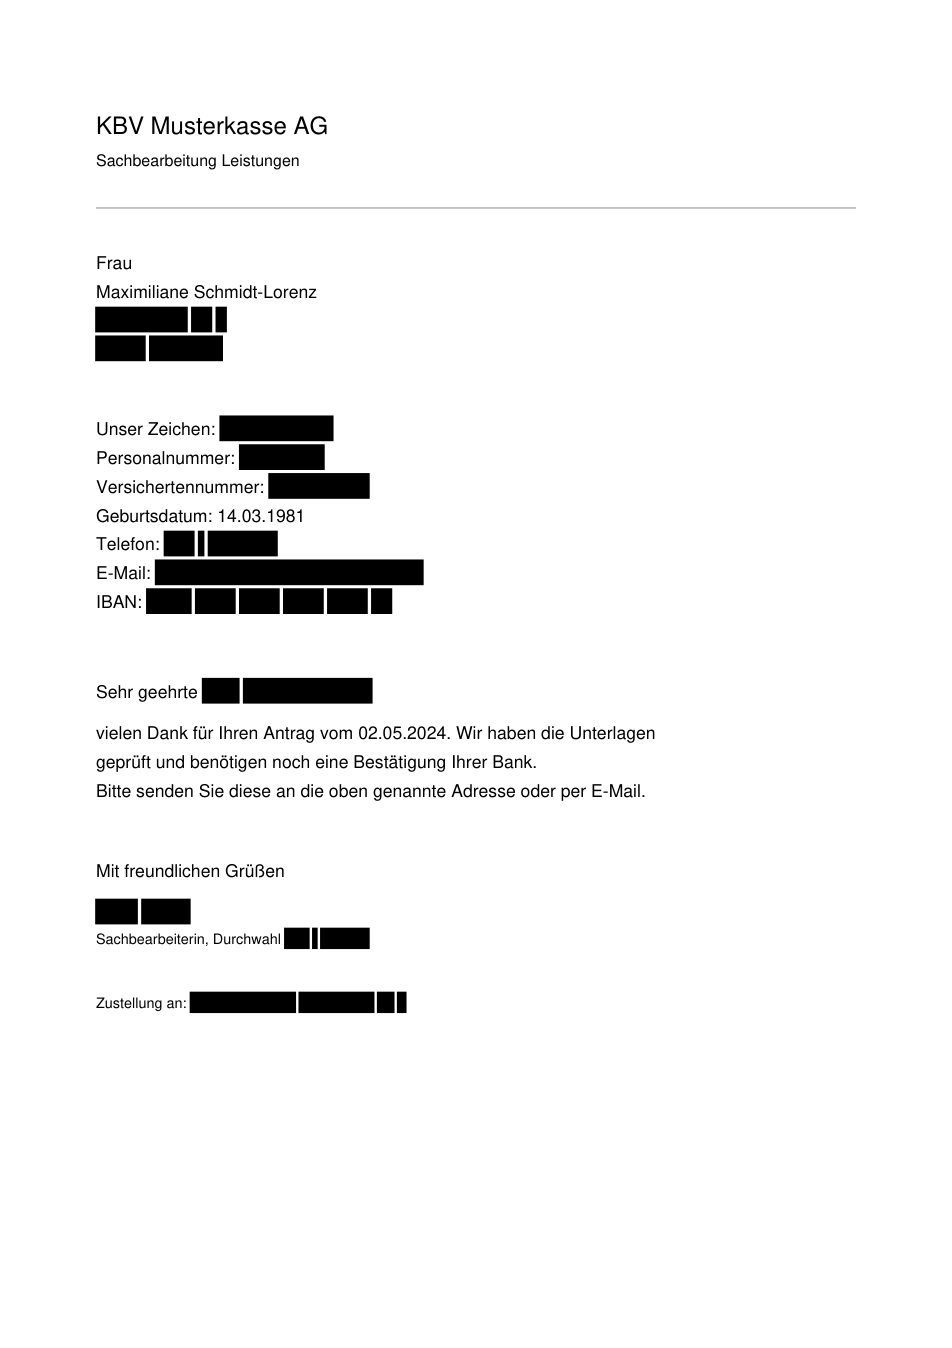 KBV Musterkasse AG
Sachbearbeitung Leistungen
Frau
Maximiliane Schmidt-Lorenz
Unser Zeichen:
Personalnummer:
Versichertennummer:
Geburtsdatum: 14.03.1981
Telefon:
E-Mail:
IBAN:
Sehr geehrte
vielen Dank für Ihren Antrag vom 02.05.2024. Wir haben die Unterlagen
geprüft und benötigen noch eine Bestätigung Ihrer Bank.
Bitte senden Sie diese an die oben genannte Adresse oder per E-Mail.
Mit freundlichen Grüßen
Sachbearbeiterin, Durchwahl
Zustellung an: